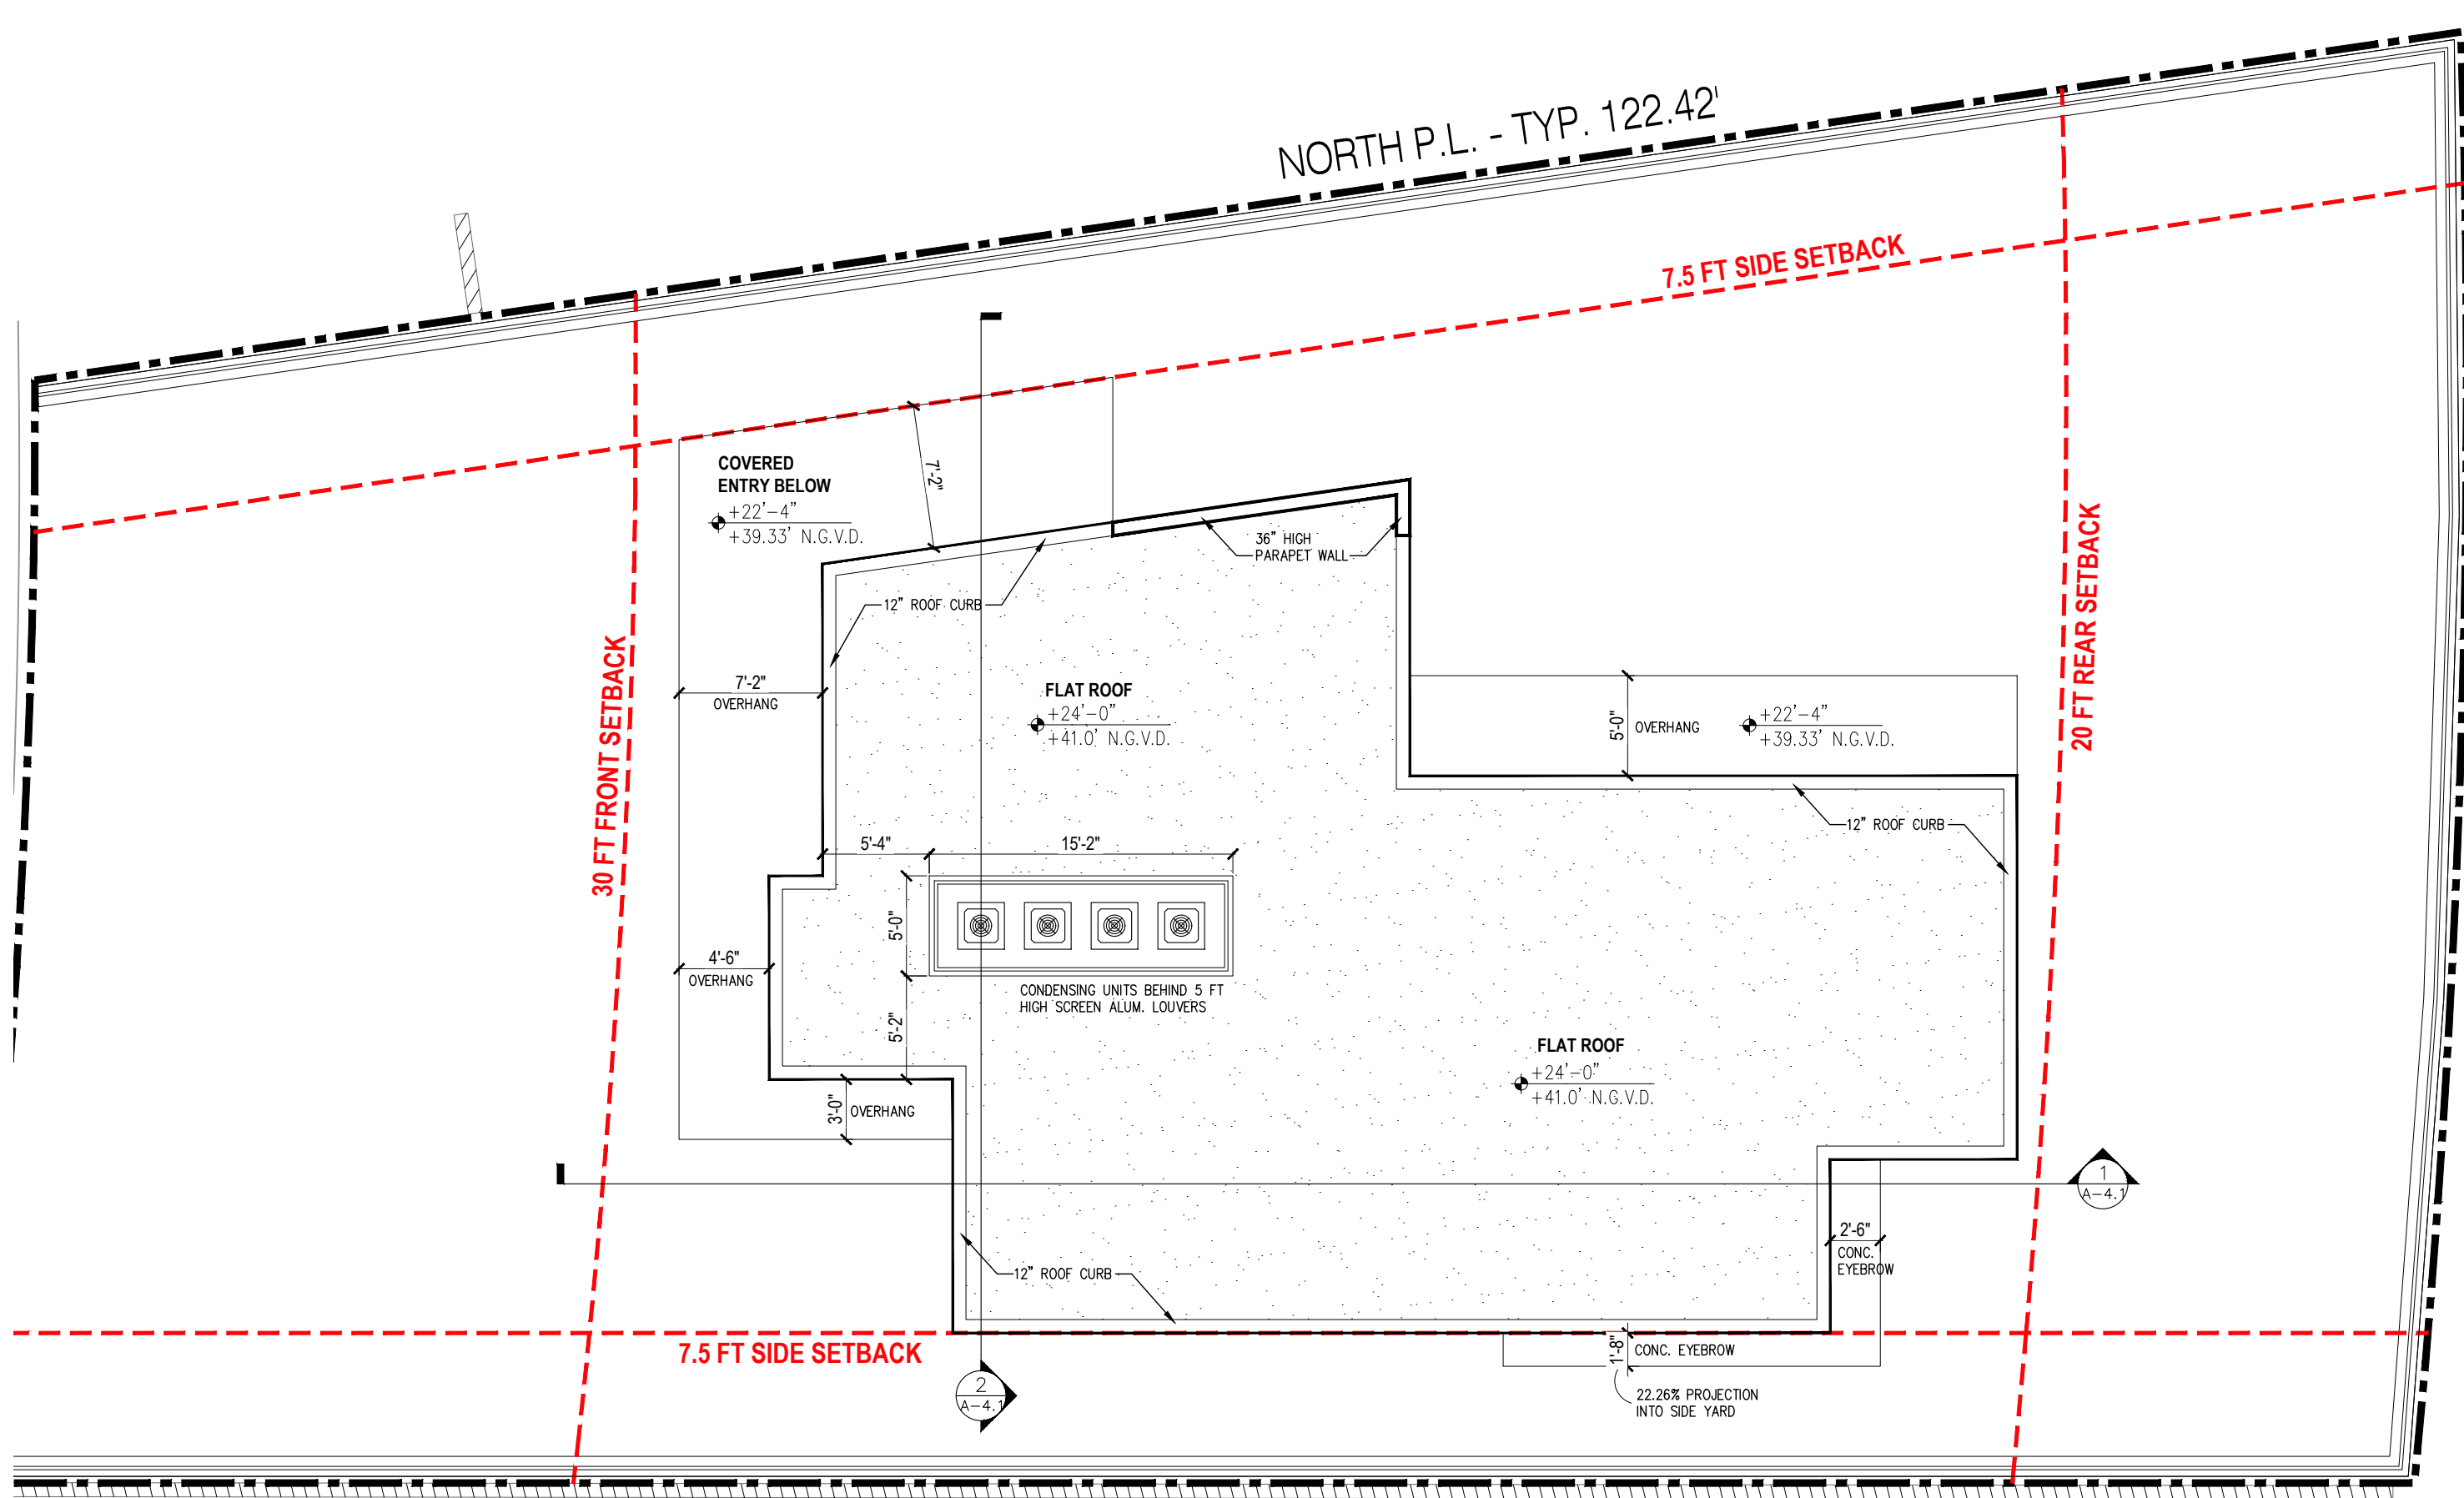 NORTH P.L. - TYP. 122.42'
7.5 FT SIDE SETBACK
COVERED
ENTRY BELOW
+22'-4"
+39.33' N.G.V.D.
7'-2"
36" HIGH
PARAPET WALL
12" ROOF CURB
30 FT FRONT SETBACK
20 FT REAR SETBACK
7'-2"
OVERHANG
FLAT ROOF
+24'-0"
+41.0' N.G.V.D.
5'-0"
OVERHANG
+22'-4"
+39.33' N.G.V.D.
12" ROOF CURB
5'-4"
15'-2"
5'-0"
4'-6"
OVERHANG
CONDENSING UNITS BEHIND 5 FT
HIGH SCREEN ALUM. LOUVERS
5'-2"
FLAT ROOF
+24'-0"
+41.0' N.G.V.D.
3'-0"
OVERHANG
1
A-4.1
2'-6"
CONC.
EYEBROW
12" ROOF CURB
7.5 FT SIDE SETBACK
1'-8"
CONC. EYEBROW
2
A-4.1
22.26% PROJECTION
INTO SIDE YARD